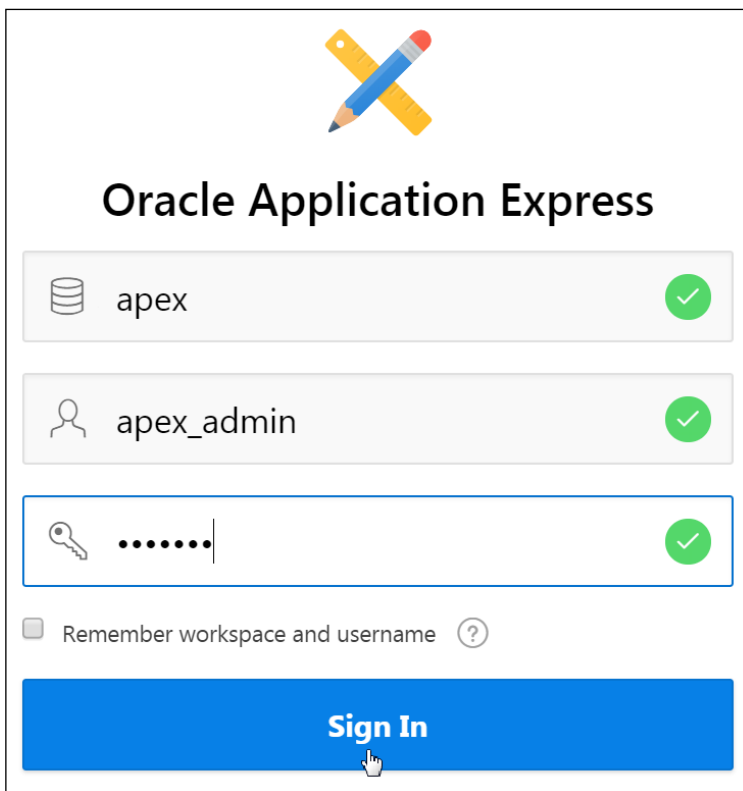 Oracle Application Express
apex
apex_admin
•••••••
Remember workspace and username ?
Sign In